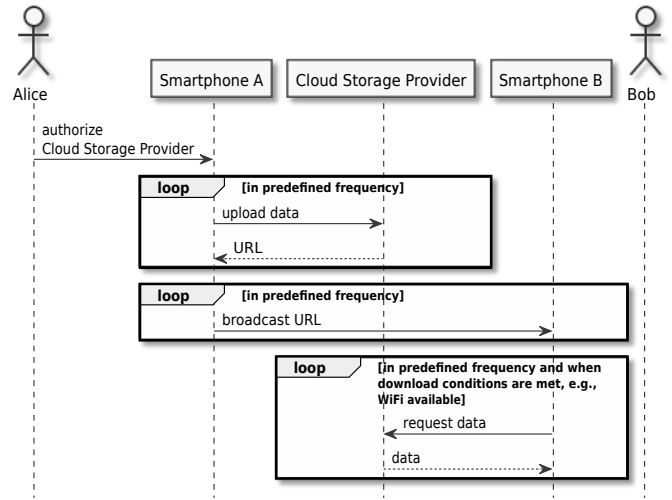 Alice
Smartphone A
Cloud Storage Provider
Smartphone B
Bob
authorize
Cloud Storage Provider
loop
[in predefined frequency]
upload data
URL
loop
[in predefined frequency]
broadcast URL
loop
[in predefined frequency and when
download conditions are met, e.g.,
WiFi available]
request data
data